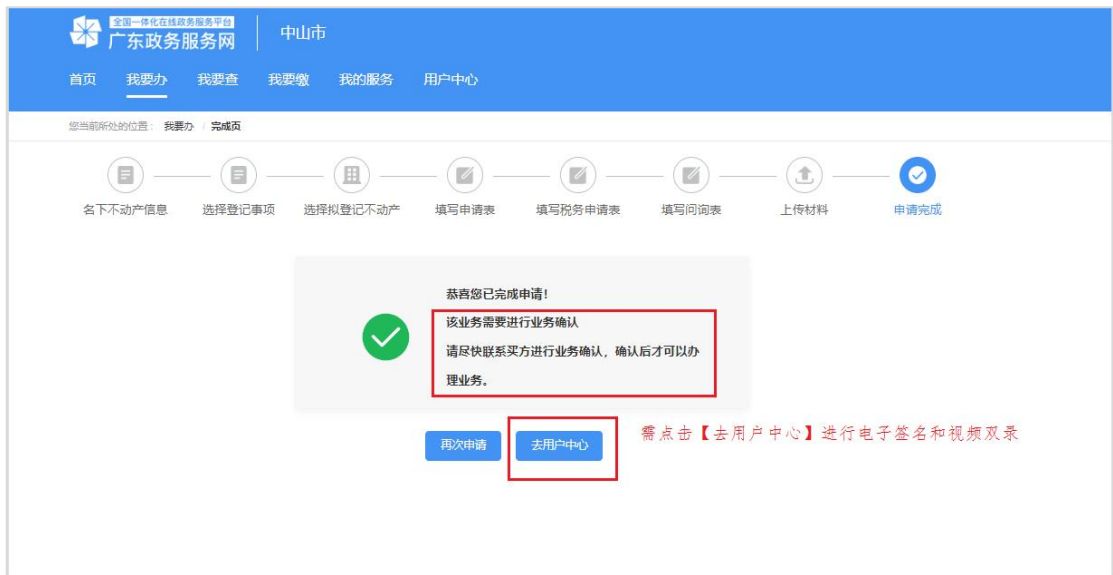 全国一体化在线政务服务平台
广东政务服务网
中山市
首页 我要办 我要查 我要缴 我的服务 用户中心
您当前所处的位置： 我要办 / 完成页
名下不动产信息 选择登记事项 选择拟登记不动产 填写申请表 填写税务申请表 填写问询表 上传材料 申请完成
恭喜您已完成申请！
该业务需要进行业务确认
请尽快联系买方进行业务确认，确认后才可以办
理业务。
再次申请 去用户中心
需点击【去用户中心】进行电子签名和视频双录